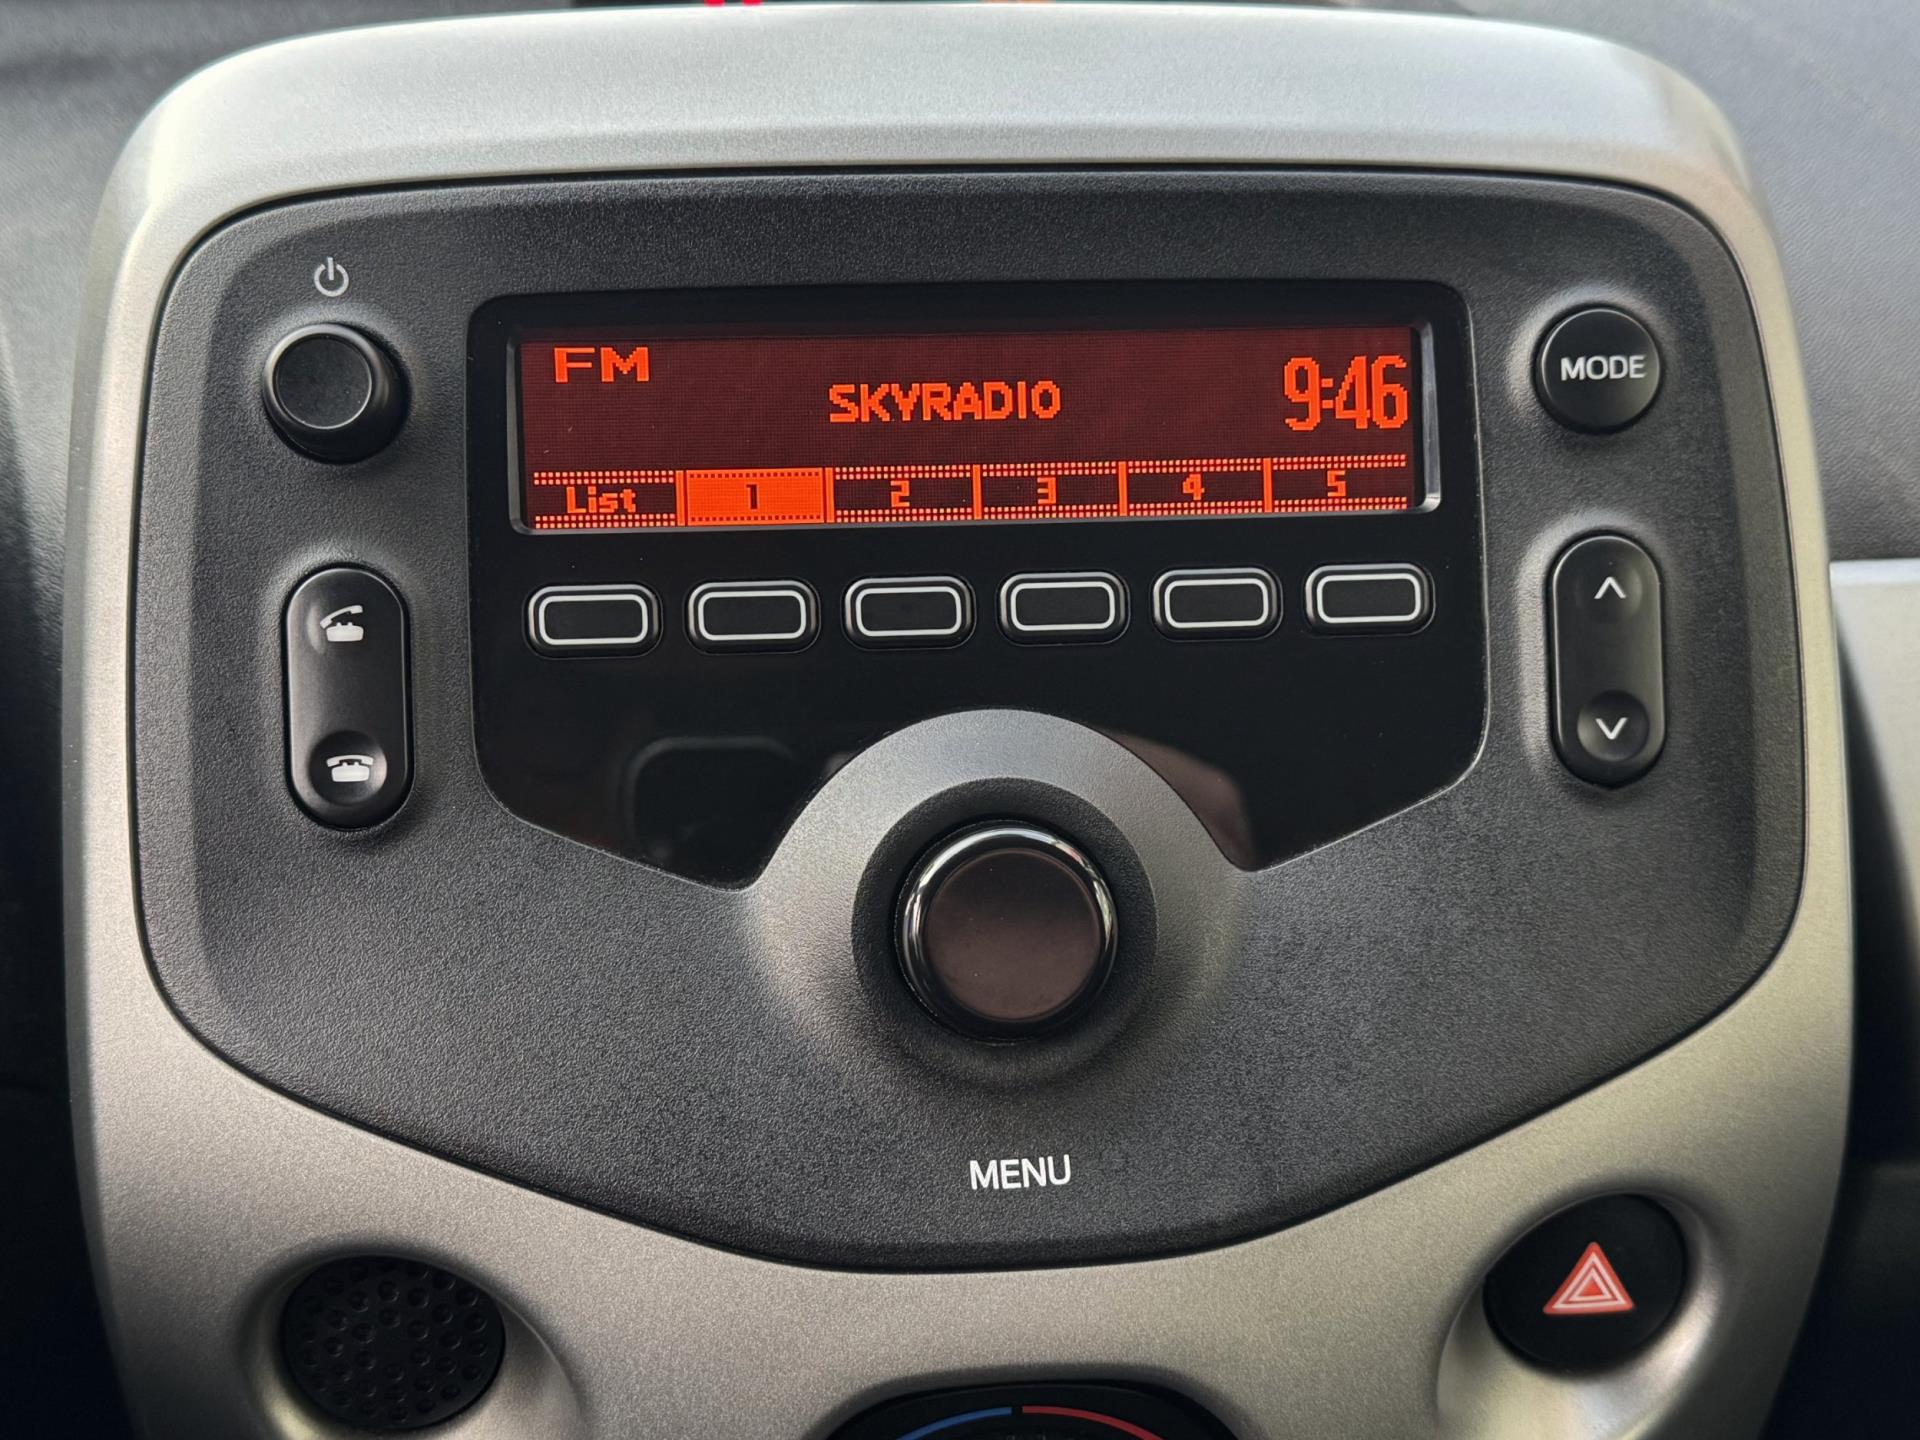 FM
SKYRADIO
9:46
List 1 2 3 4 5
MODE
MENU